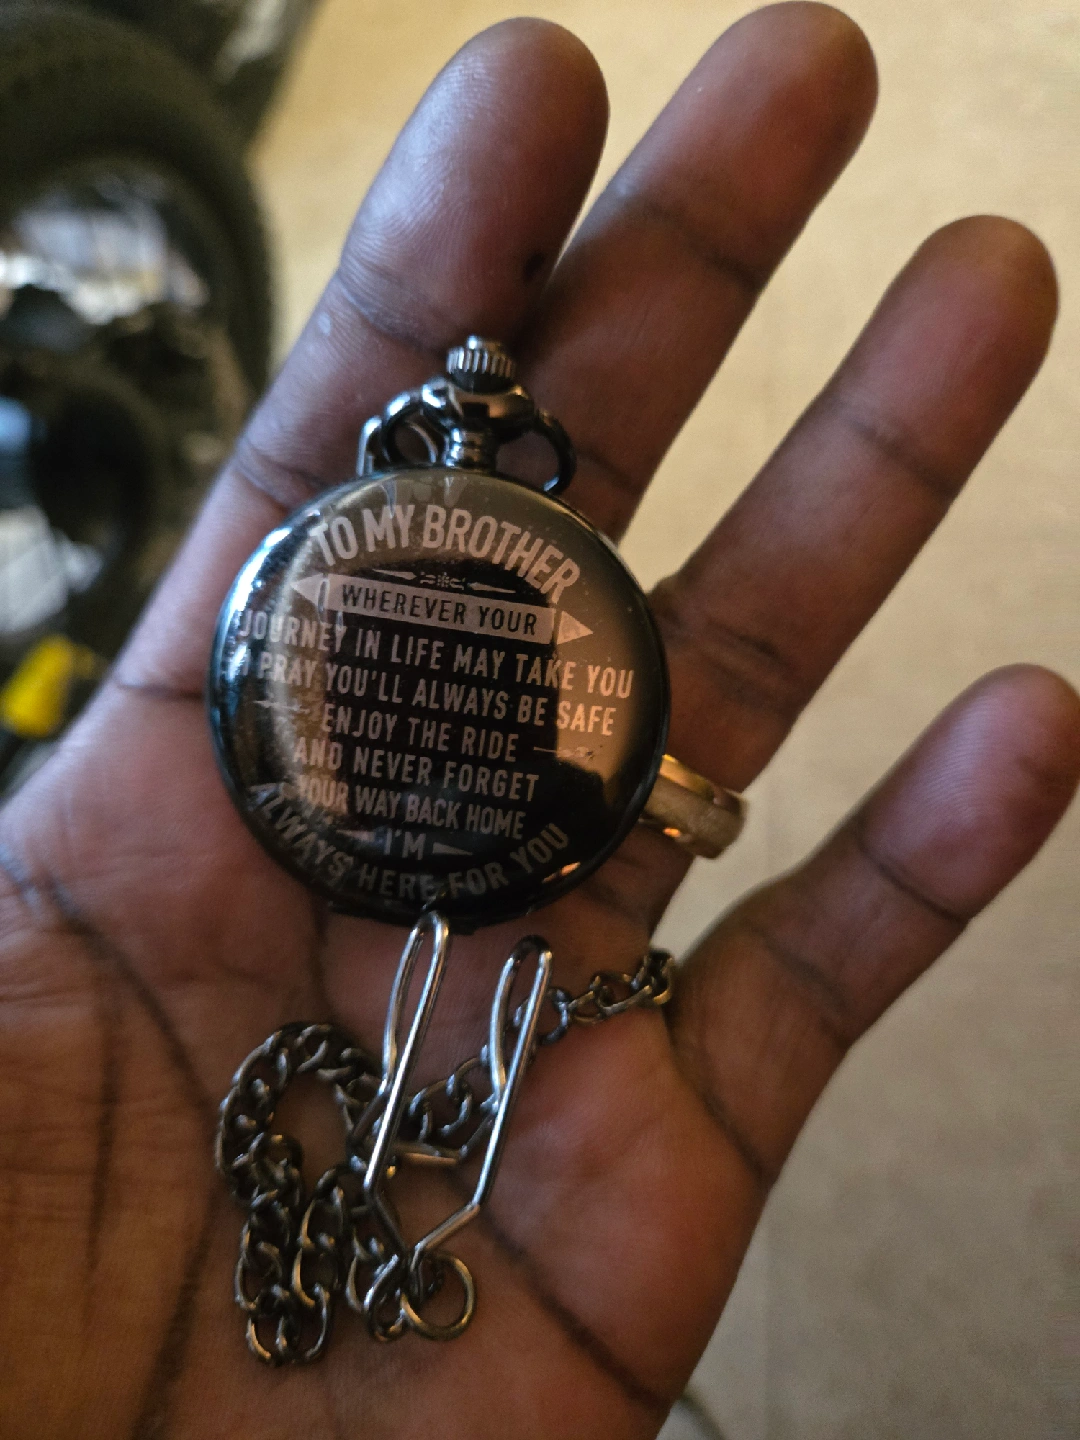 TO MY BROTHER
WHEREVER YOUR
JOURNEY IN LIFE MAY TAKE YOU
I PRAY YOU'LL ALWAYS BE SAFE
ENJOY THE RIDE
AND NEVER FORGET
YOUR WAY BACK HOME
I'M
ALWAYS HERE FOR YOU